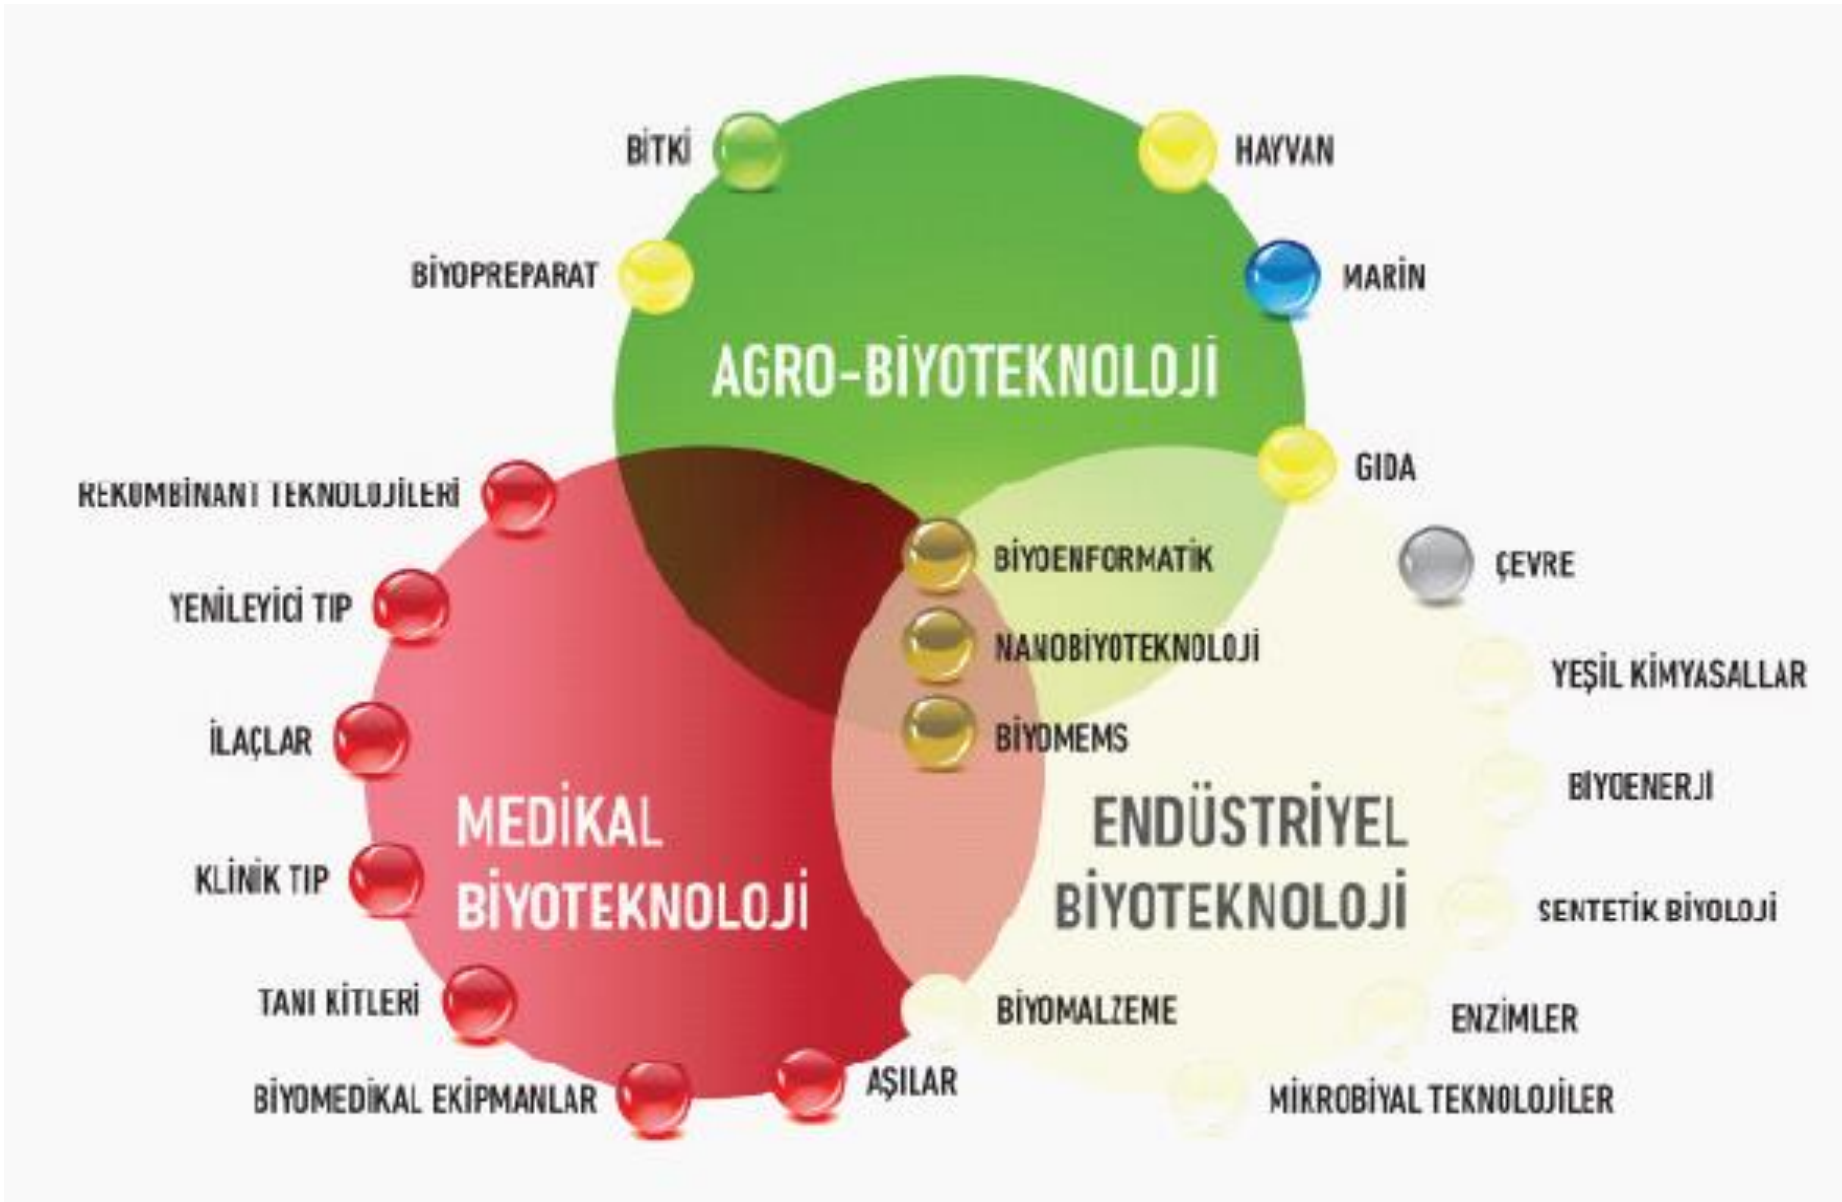 BİTKİ
HAYVAN
BİYOPREPARAT
MARİN
AGRO-BİYOTEKNOLOJİ
GIDA
REKOMBİNANT TEKNOLOJİLERİ
BİYOENFORMATİK
ÇEVRE
YENİLEYİCİ TIP
NANOBİYOTEKNOLOJİ
YEŞİL KİMYASALLAR
İLAÇLAR
BİYOMEMS
BİYOENERJİ
MEDİKAL
BİYOTEKNOLOJİ
ENDÜSTRİYEL
BİYOTEKNOLOJİ
KLİNİK TIP
SENTETİK BİYOLOJİ
TANI KİTLERİ
BİYOMALZEME
ENZİMLER
BİYOMEDİKAL EKİPMANLAR
AŞILAR
MİKROBİYAL TEKNOLOJİLER